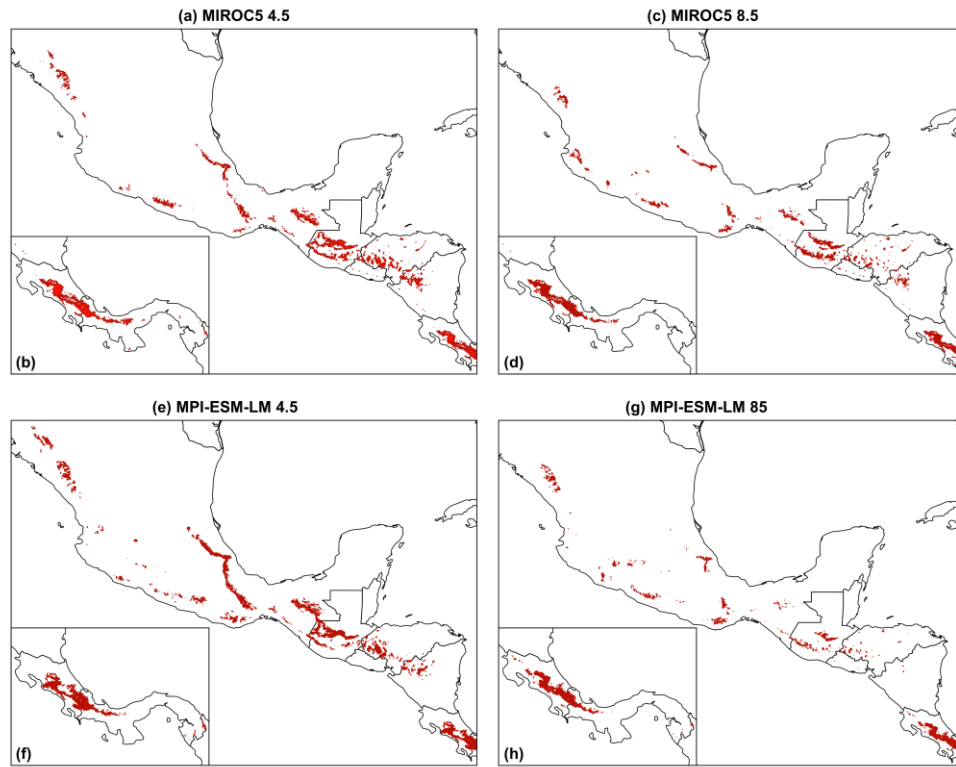 (a) MIROC5 4.5
(c) MIROC5 8.5
(b)
(d)
(e) MPI-ESM-LM 4.5
(g) MPI-ESM-LM 85
(f)
(h)